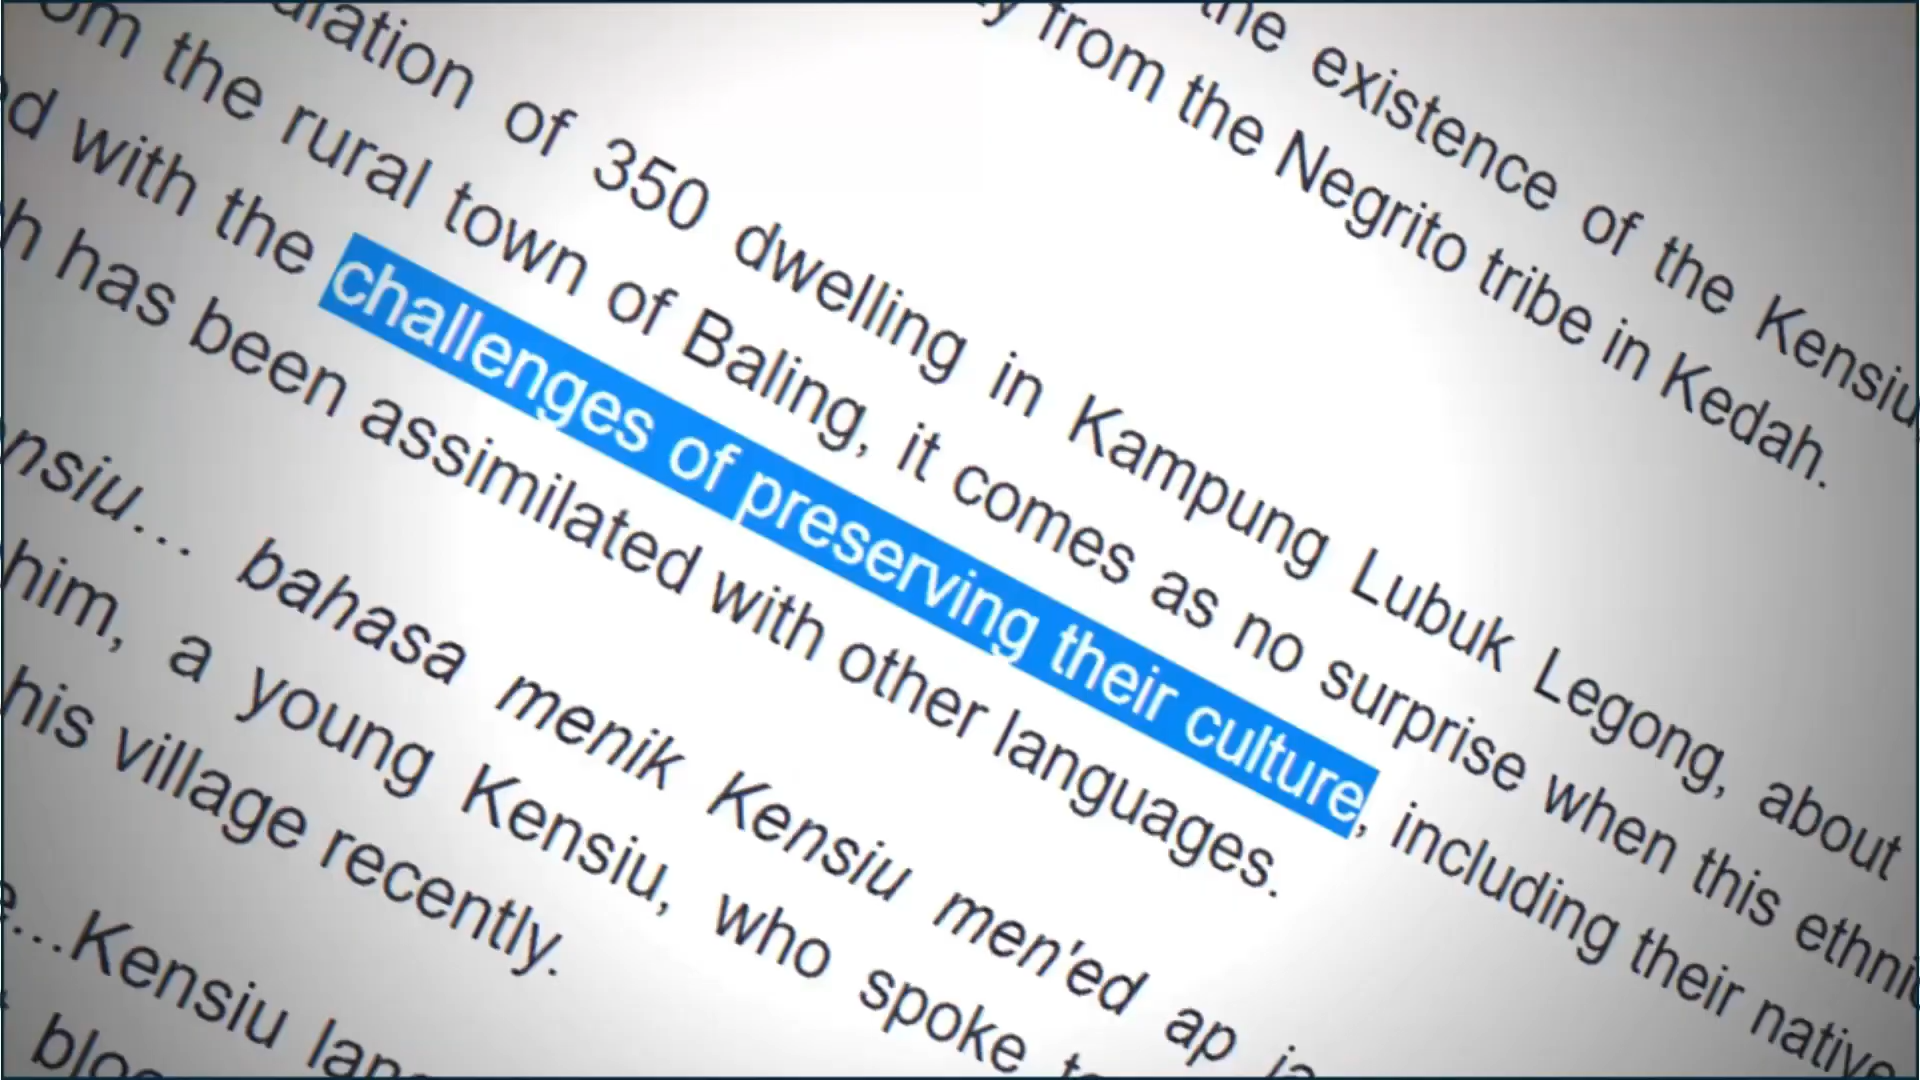 the existence of the Kensiu
from the Negrito tribe in Kedah.
of 350 dwelling in Kampung Lubuk Legong, about
the rural town of Baling, it comes as no surprise when this
with the challenges of preserving their culture, including their native
has been assimilated with other languages.
nsiu... bahasa menik Kensiu men'ed ap
him, a young Kensiu, who spoke
his village recently.
e...Kensiu